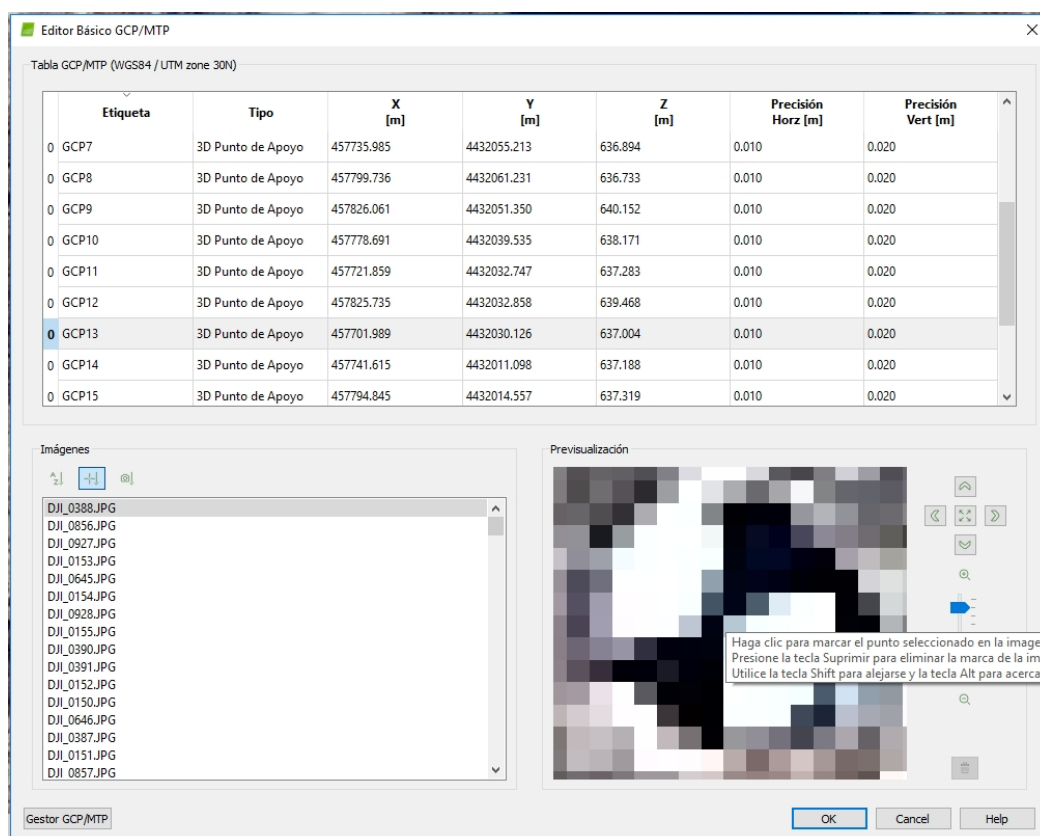 Editor Básico GCP/MTP
Tabla GCP/MTP (WGS84 / UTM zone 30N)
Etiqueta Tipo X [m] Y [m] Z [m] Precisión Horz [m] Precisión Vert [m]
0 GCP7 3D Punto de Apoyo 457735.985 4432055.213 636.894 0.010 0.020
0 GCP8 3D Punto de Apoyo 457799.736 4432061.231 636.733 0.010 0.020
0 GCP9 3D Punto de Apoyo 457826.061 4432051.350 640.152 0.010 0.020
0 GCP10 3D Punto de Apoyo 457778.691 4432039.535 638.171 0.010 0.020
0 GCP11 3D Punto de Apoyo 457721.859 4432032.747 637.283 0.010 0.020
0 GCP12 3D Punto de Apoyo 457825.735 4432032.858 639.468 0.010 0.020
0 GCP13 3D Punto de Apoyo 457701.989 4432030.126 637.004 0.010 0.020
0 GCP14 3D Punto de Apoyo 457741.615 4432011.098 637.188 0.010 0.020
0 GCP15 3D Punto de Apoyo 457794.845 4432014.557 637.319 0.010 0.020
Imágenes
DJI_0388.JPG
DJI_0856.JPG
DJI_0927.JPG
DJI_0153.JPG
DJI_0645.JPG
DJI_0154.JPG
DJI_0928.JPG
DJI_0155.JPG
DJI_0390.JPG
DJI_0391.JPG
DJI_0152.JPG
DJI_0150.JPG
DJI_0646.JPG
DJI_0387.JPG
DJI_0151.JPG
DJI_0857.JPG
Previsualización
Haga clic para marcar el punto seleccionado en la image
Presione la tecla Suprimir para eliminar la marca de la im
Utilice la tecla Shift para alejarse y la tecla Alt para acerca
Gestor GCP/MTP
OK Cancel Help